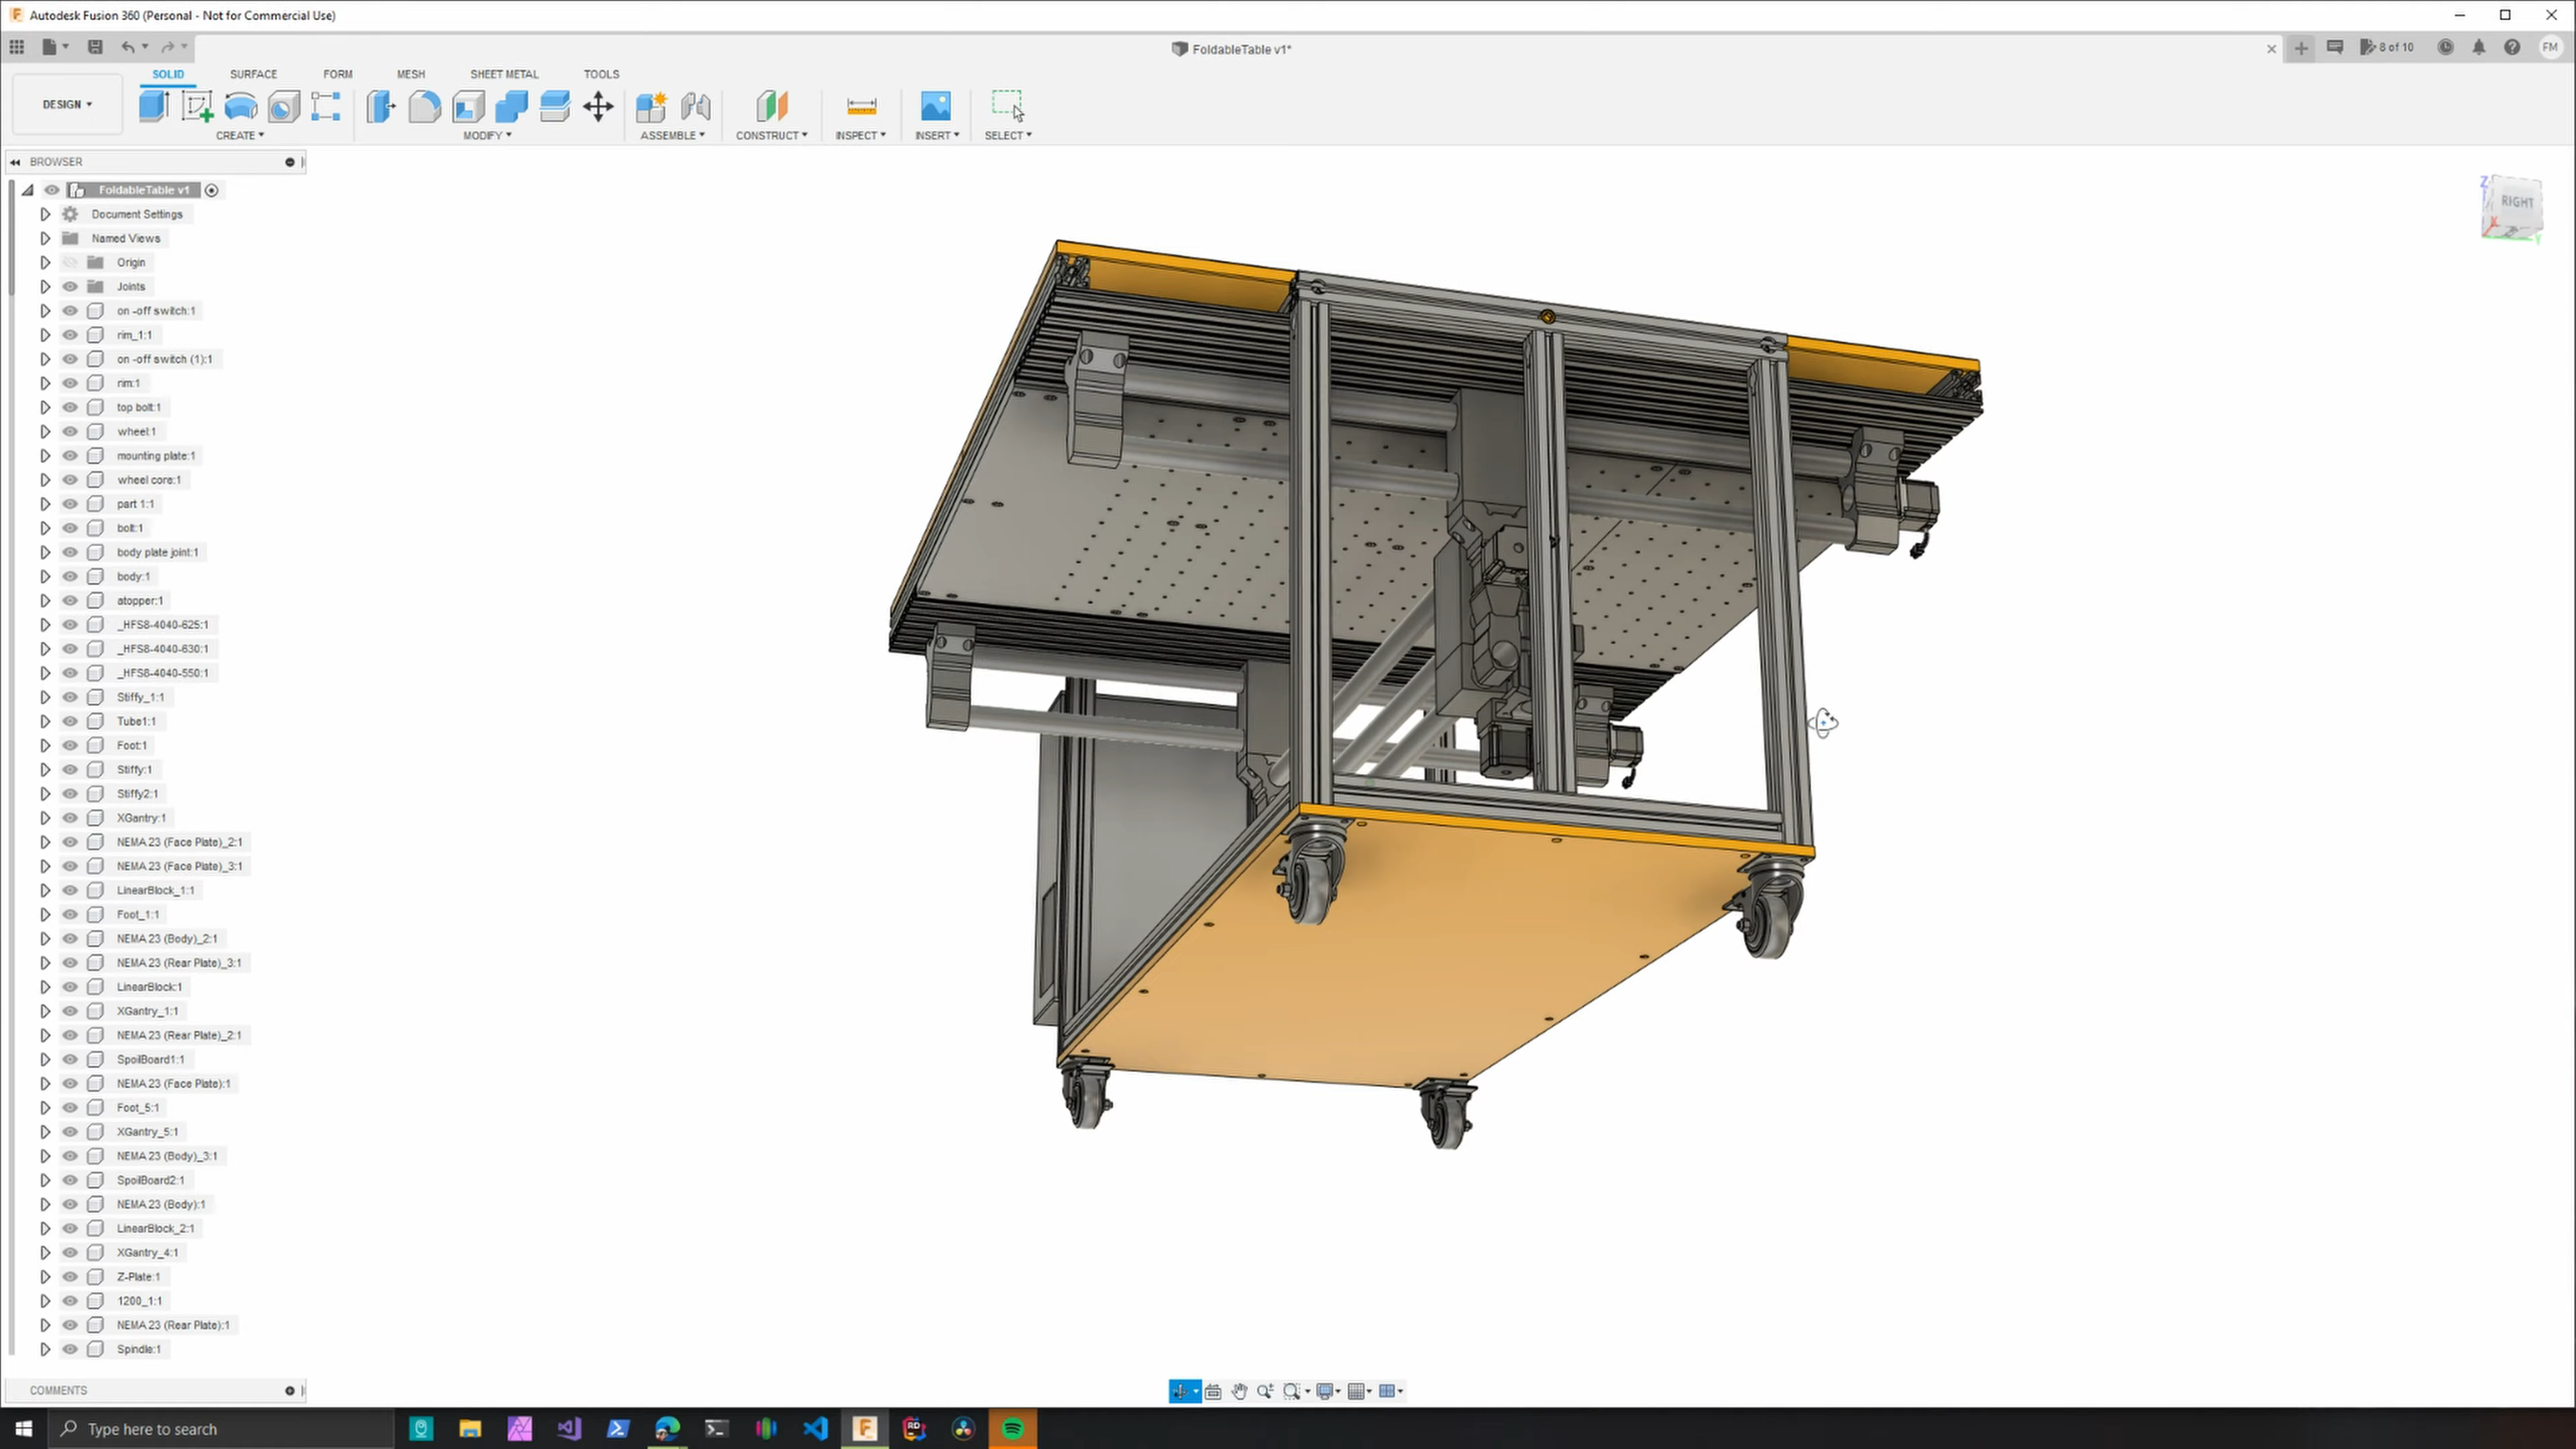 Autodesk Fusion 360 (Personal - Not for Commercial Use)
FoldableTable v1*
8 of 10
FM
DESIGN
SOLID SURFACE FORM MESH SHEET METAL TOOLS
CREATE MODIFY ASSEMBLE CONSTRUCT INSPECT INSERT SELECT
BROWSER
FoldableTable v1
Document Settings
Named Views
Origin
Joints
on -off switch:1
rim_1:1
on -off switch (1):1
rim:1
top bolt:1
wheel:1
mounting plate:1
wheel core:1
part 1:1
bolt:1
body plate joint:1
body:1
atopper:1
_HFS8-4040-625:1
_HFS8-4040-630:1
_HFS8-4040-550:1
Stiffy_1:1
Tube1:1
Foot:1
Stiffy:1
Stiffy2:1
XGantry:1
NEMA 23 (Face Plate)_2:1
NEMA 23 (Face Plate)_3:1
LinearBlock_1:1
Foot_1:1
NEMA 23 (Body)_2:1
NEMA 23 (Rear Plate)_3:1
LinearBlock:1
XGantry_1:1
NEMA 23 (Rear Plate)_2:1
SpoilBoard1:1
NEMA 23 (Face Plate):1
Foot_5:1
XGantry_5:1
NEMA 23 (Body)_3:1
SpoilBoard2:1
NEMA 23 (Body):1
LinearBlock_2:1
XGantry_4:1
Z-Plate:1
1200_1:1
NEMA 23 (Rear Plate):1
Spindle:1
Z
RIGHT
X
Y
COMMENTS
Type here to search
F
RD